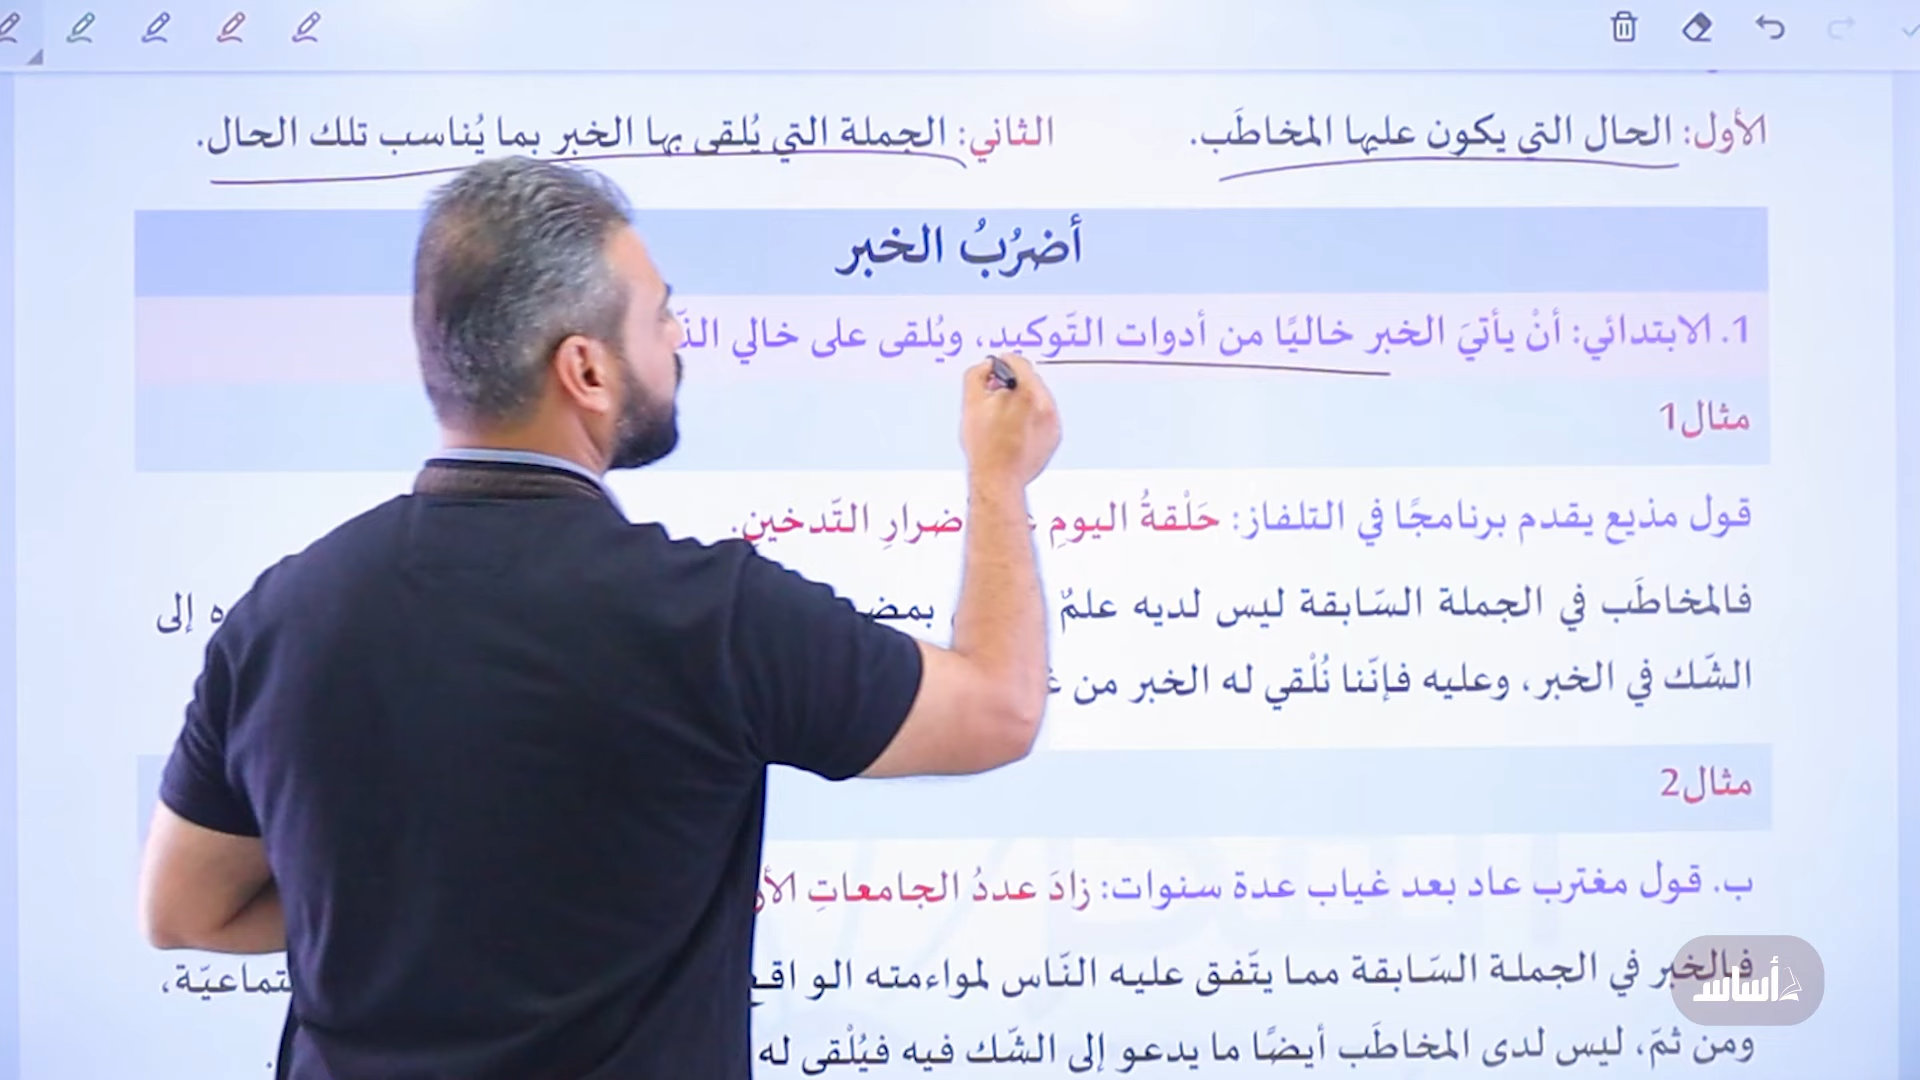 الأول: الحال التي يكون عليها المخاطَب. الثاني: الجملة التي يُلقى بها الخبر بما يُناسب تلك الحال.
أضرُبُ الخبر
1. الابتدائي: أنْ يأتيَ الخبر خاليًا من أدوات التّوكيد، ويُلقى على خالي
مثال1
قول مذيع يقدم برنامجًا في التلفاز: حَلْقةُ اليومِ التّدخينِ.
فالمخاطَب في الجملة السّابقة ليس لديه علمٌ إلى
الشّك في الخبر، وعليه فإنّنا نُلْقي له الخبر من
مثال2
ب. قول مغترب عاد بعد غياب عدة سنوات: زادَ عددُ الجامعاتِ
فالخبر في الجملة السّابقة مما يتّفق عليه النّاس لمواءمته
ومن ثمّ، ليس لدى المخاطَب أيضًا ما يدعو إلى الشّك فيه فيُلْقى له
أساس